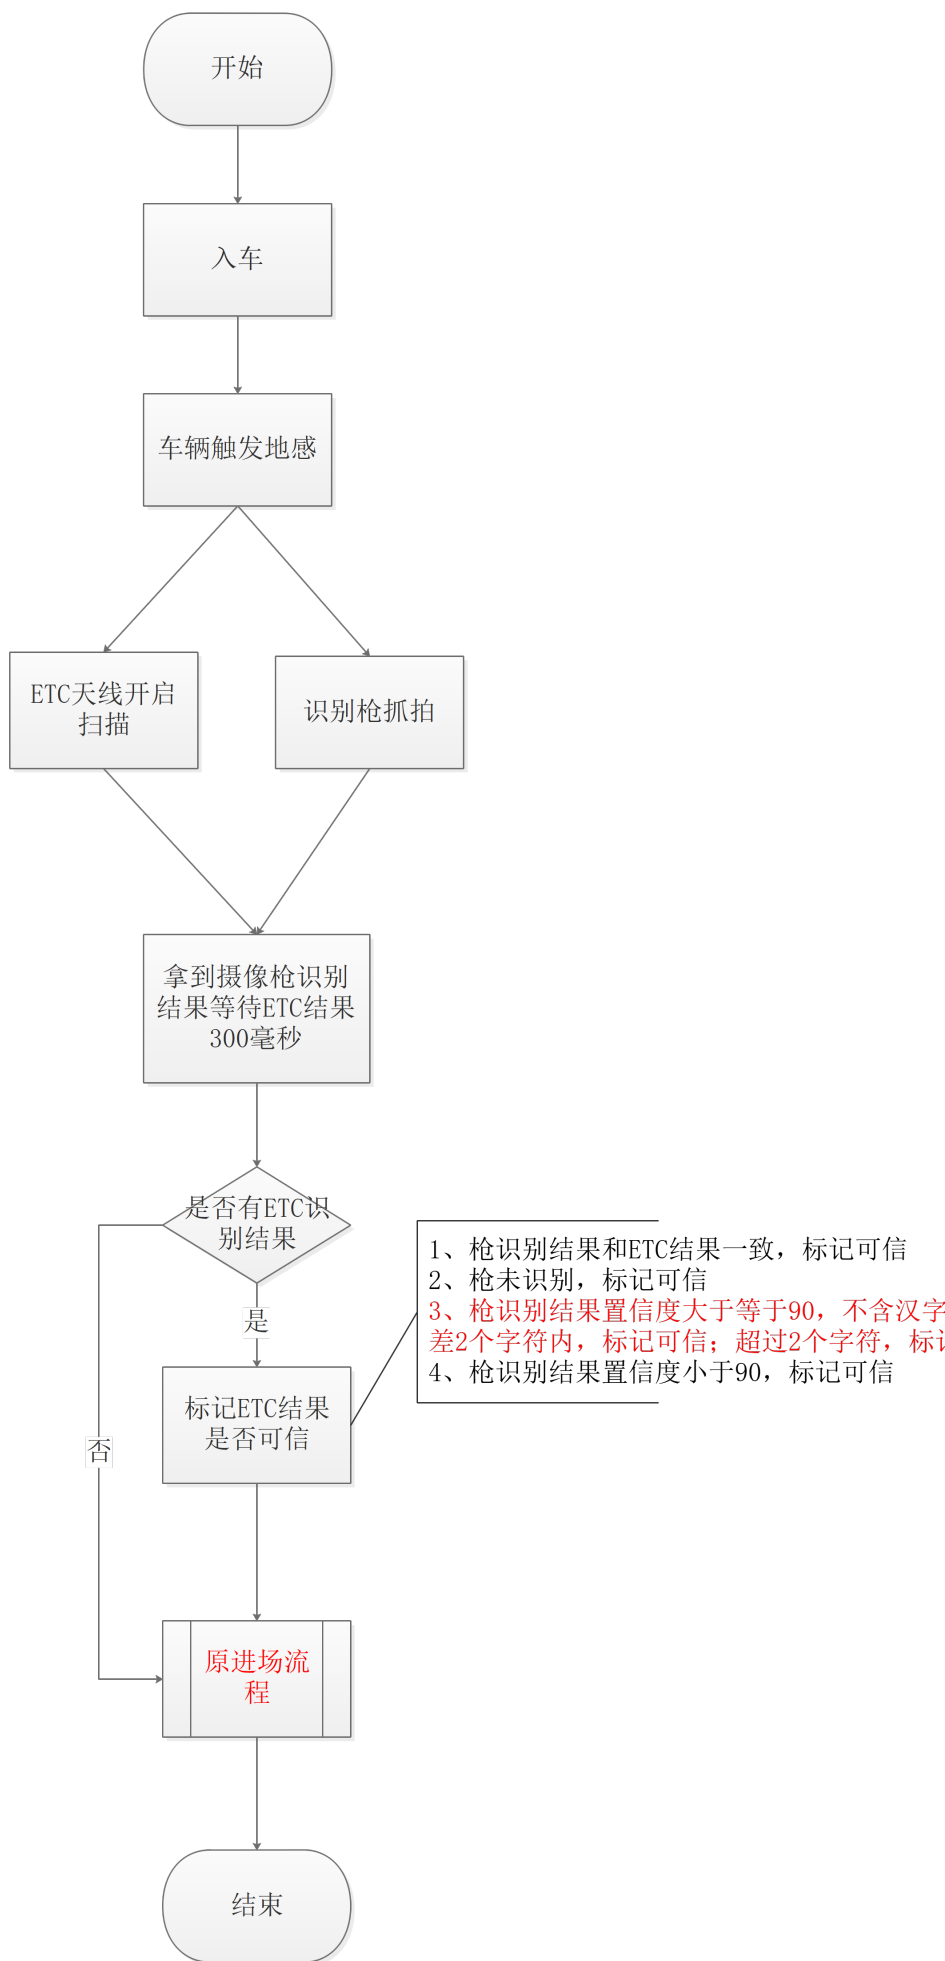 开始
入车
车辆触发地感
ETC天线开启
扫描
识别枪抓拍
拿到摄像枪识别
结果等待ETC结果
300毫秒
是否有ETC识
别结果
是
否
标记ETC结果
是否可信
1、枪识别结果和ETC结果一致，标记可信
2、枪未识别，标记可信
3、枪识别结果置信度大于等于90，不含汉字
差2个字符内，标记可信；超过2个字符，标
4、枪识别结果置信度小于90，标记可信
原进场流
程
结束